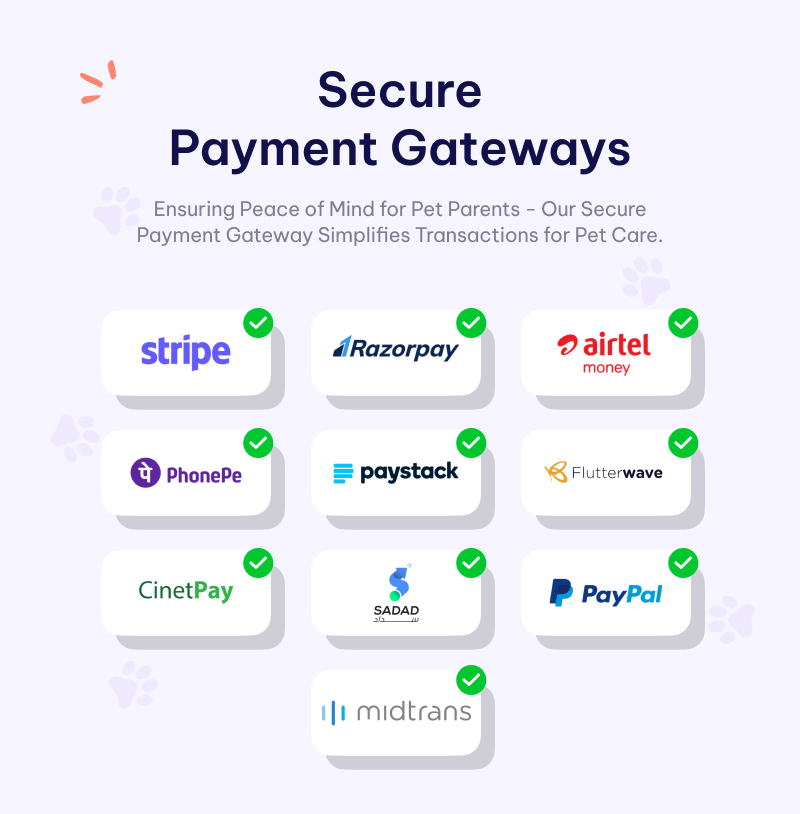 Secure
Payment Gateways
Ensuring Peace of Mind for Pet Parents - Our Secure
Payment Gateway Simplifies Transactions for Pet Care.
stripe
Razorpay
airtel
money
पे PhonePe
paystack
Flutterwave
CinetPay
SADAD
سداد
PayPal
midtrans